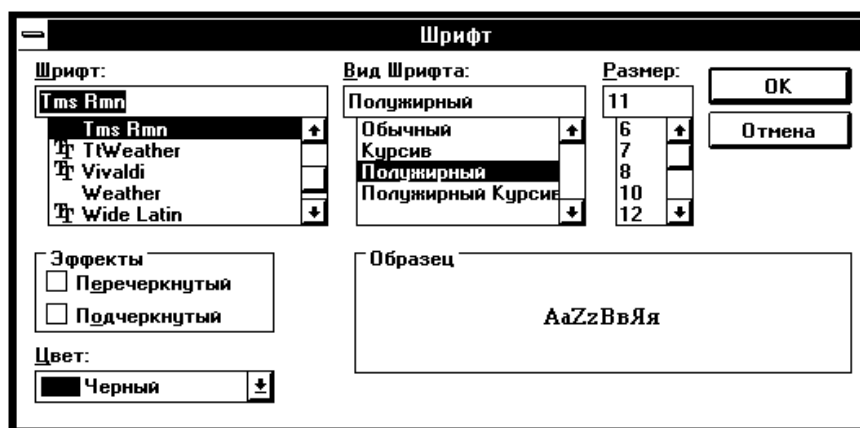 Шрифт
Шрифт:
Tms Rmn
Tms Rmn
TtWeather
Vivaldi
Weather
Wide Latin
Вид Шрифта:
Полужирный
Обычный
Курсив
Полужирный
Полужирный Курсив
Размер:
11
6
7
8
10
12
OK
Отмена
Эффекты
Перечеркнутый
Подчеркнутый
Цвет:
Черный
Образец
AaZzВвЯя